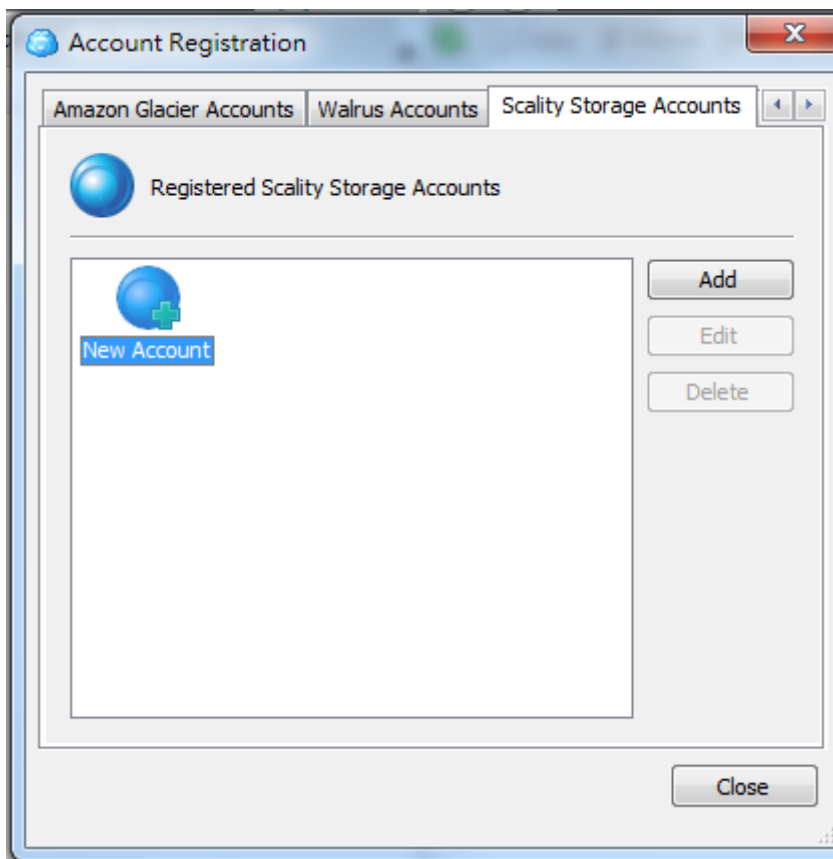 Account Registration
Amazon Glacier Accounts Walrus Accounts Scality Storage Accounts
Registered Scality Storage Accounts
New Account
Add
Edit
Delete
Close